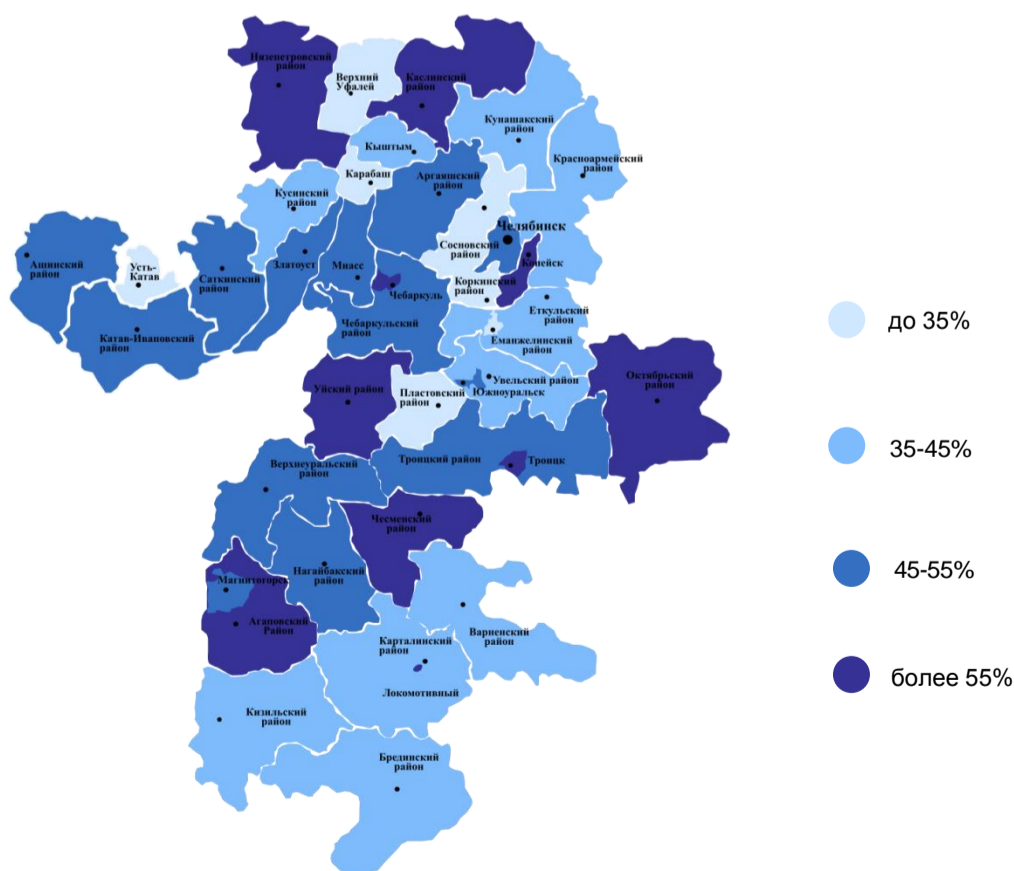 Нязепетровский
район
Верхний
Уфалей
Каслинский
район
Кунашакский
район
Кыштым
Красноармейский
район
Карабаш
Аргаяшский
район
Кусинский
район
Челябинск
Сосновский
район
Копейск
Ашинский
район
Усть-
Катав
Саткинский
район
Златоуст
Миасс
Чебаркуль
Коркинский
район
Еткульский
район
Катав-Ивановский
район
Чебаркульский
район
Еманжелинский
район
до 35%
Уйский район
Пластовский
район
Увельский район
Южноуральск
Октябрьский
район
Верхнеуральский
район
Троицкий район
Троицк
35-45%
Чесменский
район
Нагайбакский
район
Магнитогорск
45-55%
Агаповский
Район
Карталинский
район
Варненский
район
Локомотивный
более 55%
Кизильский
район
Брединский
район